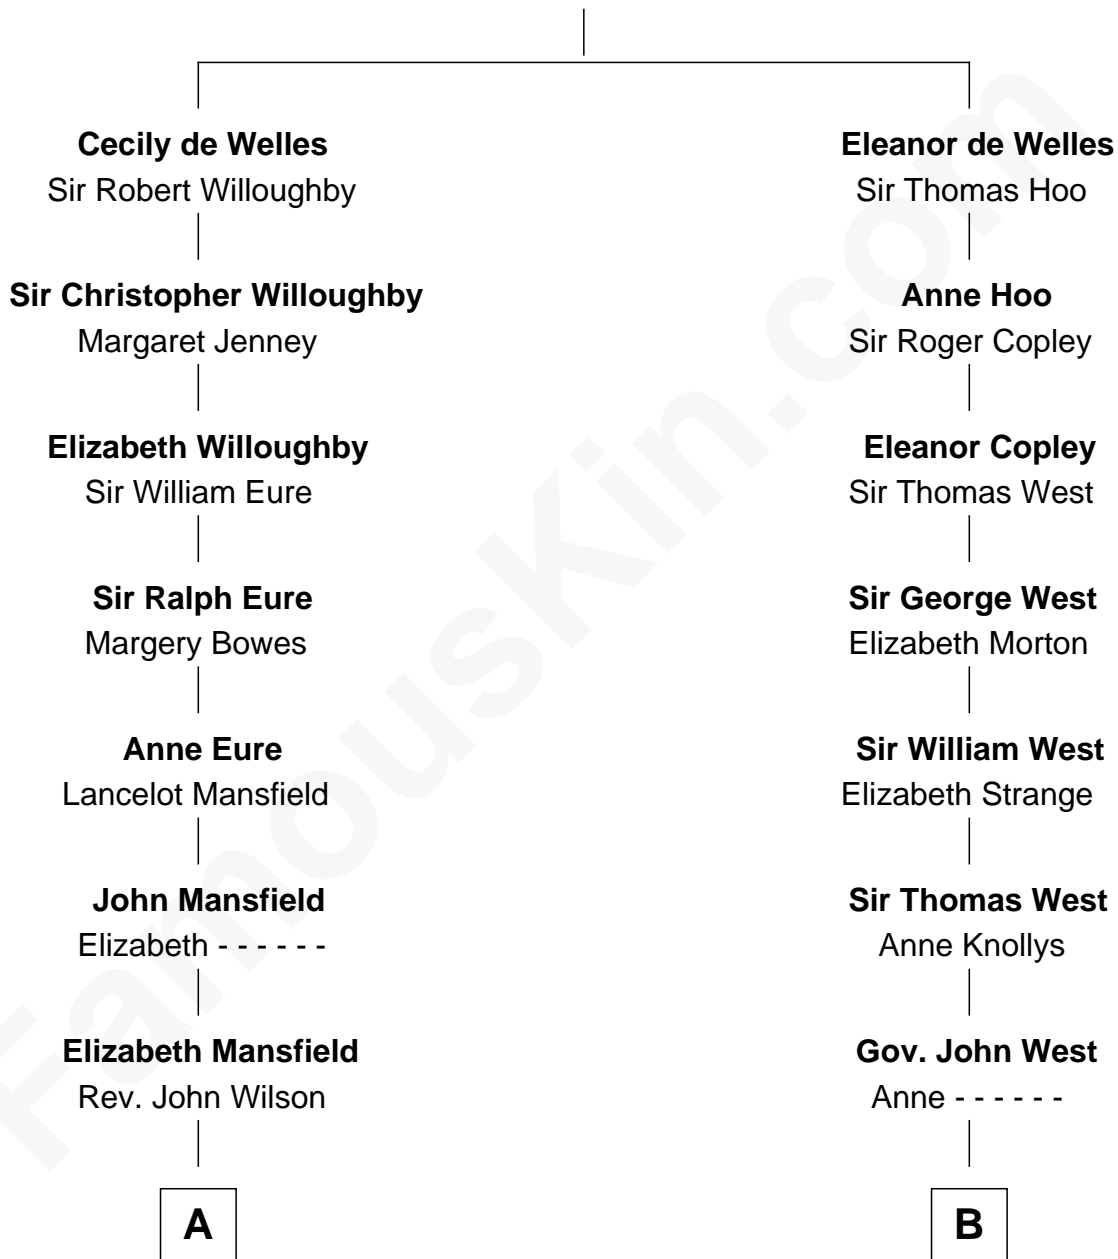 Cecily de Welles
Sir Robert Willoughby
Sir Christopher Willoughby
Margaret Jenney
Elizabeth Willoughby
Sir William Eure
Sir Ralph Eure
Margery Bowes
Anne Eure
Lancelot Mansfield
John Mansfield
Elizabeth - - - - - -
Elizabeth Mansfield
Rev. John Wilson
A
Eleanor de Welles
Sir Thomas Hoo
Anne Hoo
Sir Roger Copley
Eleanor Copley
Sir Thomas West
Sir George West
Elizabeth Morton
Sir William West
Elizabeth Strange
Sir Thomas West
Anne Knollys
Gov. John West
Anne - - - - - -
B
FamousKin.com